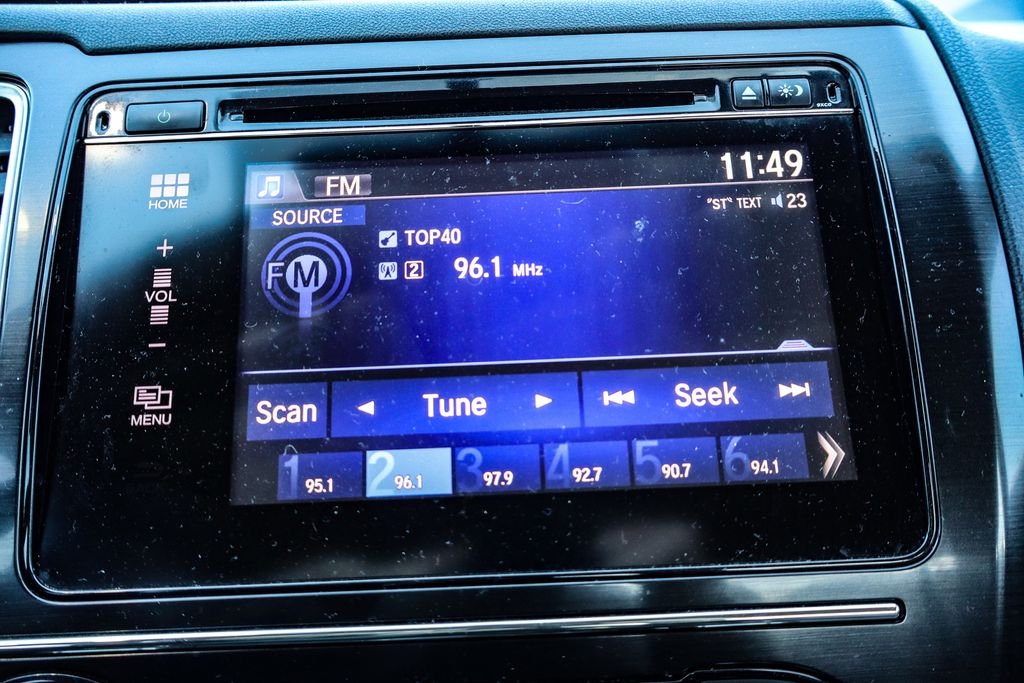 9XC0
11:49
FM
HOME
SOURCE
"ST" TEXT 23
TOP40
FM
2 96.1 MHz
+
VOL
−
MENU
Scan ◄ Tune ► ⏮ Seek ⏭
1 95.1 2 96.1 3 97.9 4 92.7 5 90.7 6 94.1